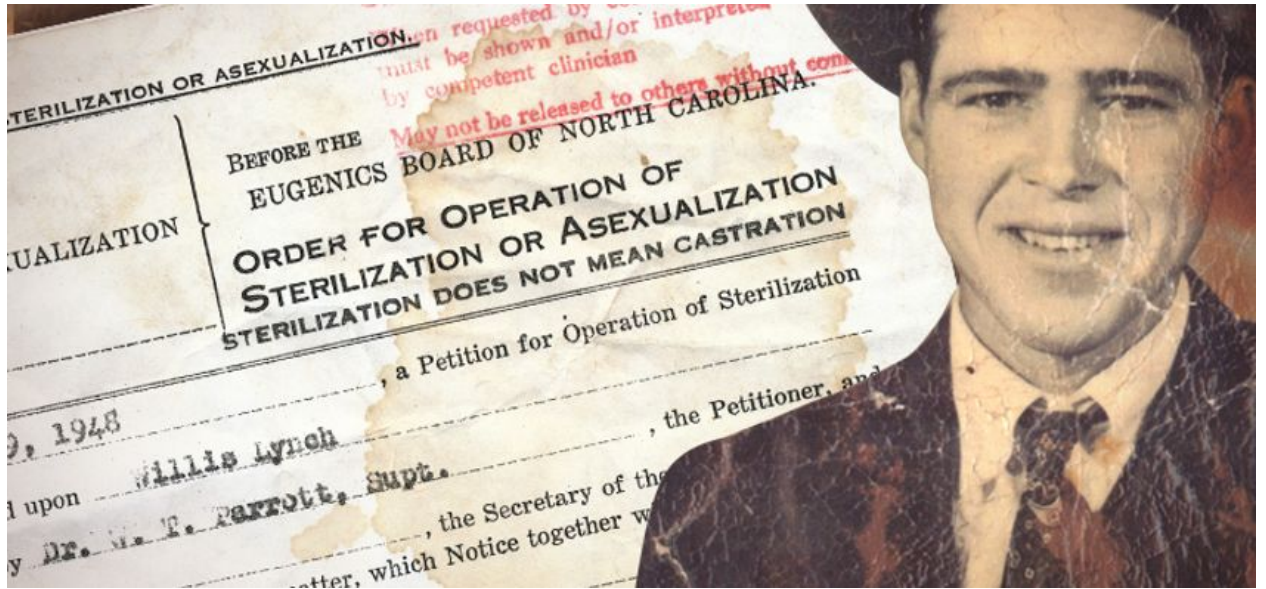 TERILIZATION OR ASEXUALIZATION.
requested by
must be shown and/or interpreted
by competent clinician
May not be released to others without
BEFORE THE
EUGENICS BOARD OF NORTH CAROLINA.
UALIZATION
ORDER FOR OPERATION OF
STERILIZATION OR ASEXUALIZATION
STERILIZATION DOES NOT MEAN CASTRATION
, a Petition for Operation of Sterilization
, 1948
upon Willis Lynch , the Petitioner, and
y Dr. T. Parrott, Supt. , the Secretary of the
atter, which Notice together w